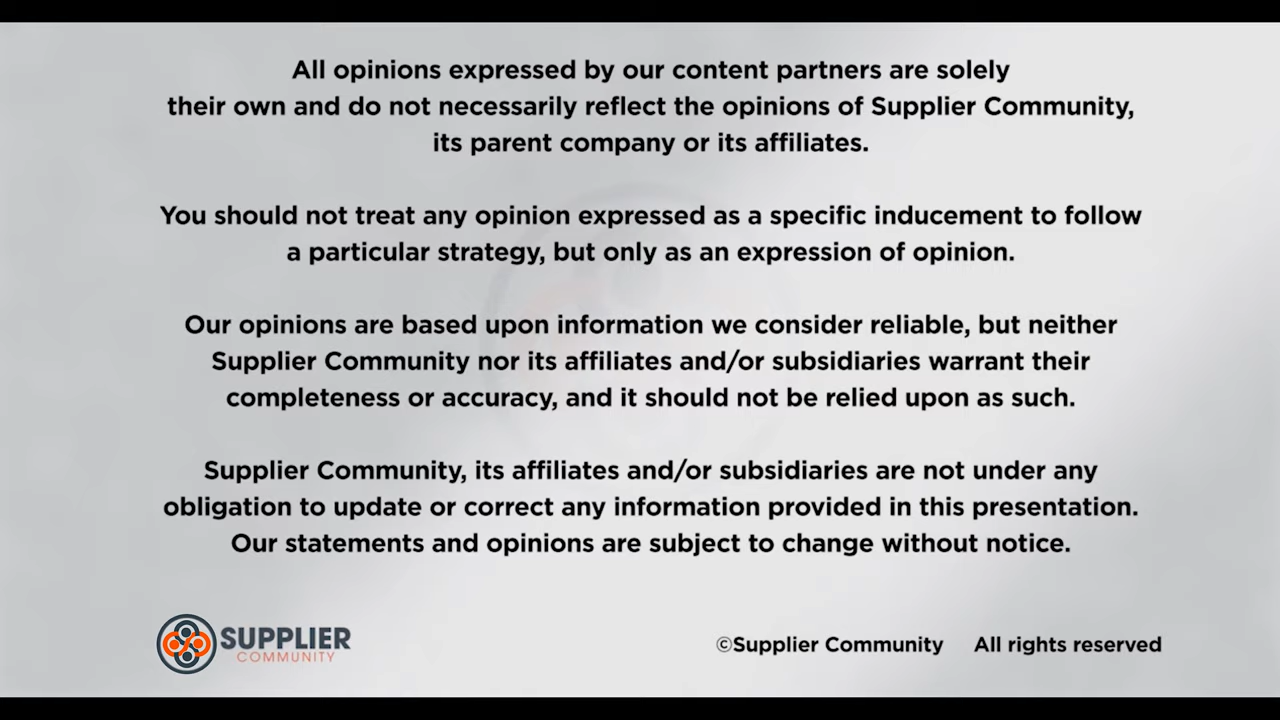 All opinions expressed by our content partners are solely
their own and do not necessarily reflect the opinions of Supplier Community,
its parent company or its affiliates.
You should not treat any opinion expressed as a specific inducement to follow
a particular strategy, but only as an expression of opinion.
Our opinions are based upon information we consider reliable, but neither
Supplier Community nor its affiliates and/or subsidiaries warrant their
completeness or accuracy, and it should not be relied upon as such.
Supplier Community, its affiliates and/or subsidiaries are not under any
obligation to update or correct any information provided in this presentation.
Our statements and opinions are subject to change without notice.
SUPPLIER
COMMUNITY
©Supplier Community All rights reserved